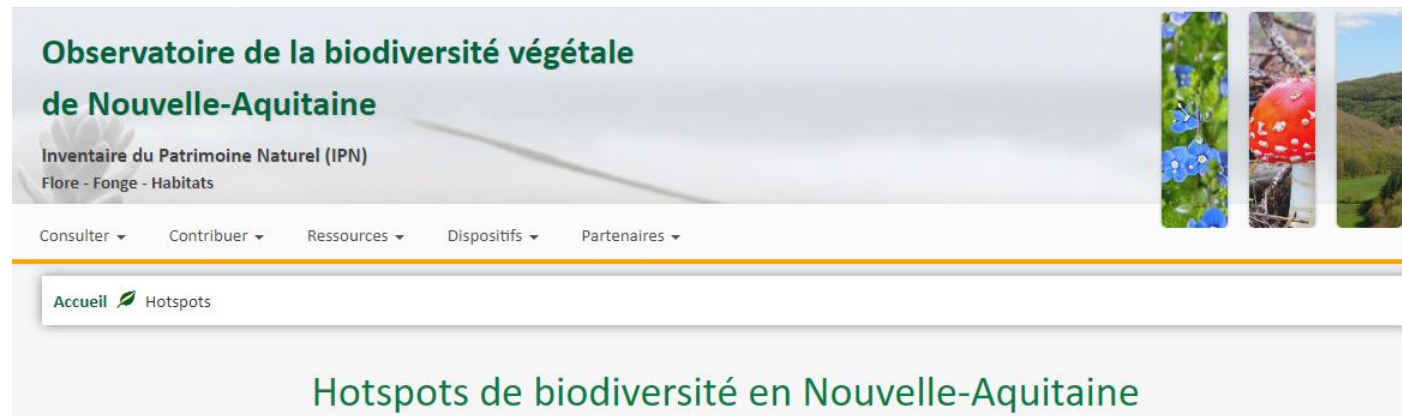 Observatoire de la biodiversité végétale
de Nouvelle-Aquitaine
Inventaire du Patrimoine Naturel (IPN)
Flore - Fonge - Habitats
Consulter Contribuer Ressources Dispositifs Partenaires
Accueil Hotspots
Hotspots de biodiversité en Nouvelle-Aquitaine